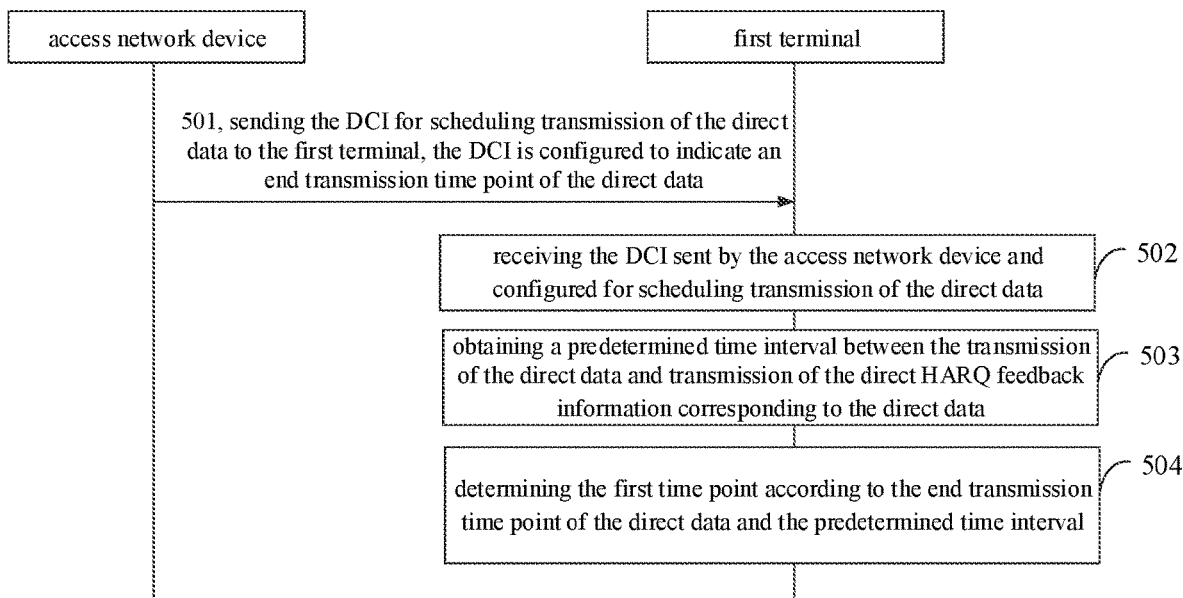 access network device
first terminal
501, sending the DCI for scheduling transmission of the direct
data to the first terminal, the DCI is configured to indicate an
end transmission time point of the direct data
receiving the DCI sent by the access network device and
configured for scheduling transmission of the direct data
502
obtaining a predetermined time interval between the transmission
of the direct data and transmission of the direct HARQ feedback
information corresponding to the direct data
503
determining the first time point according to the end transmission
time point of the direct data and the predetermined time interval
504